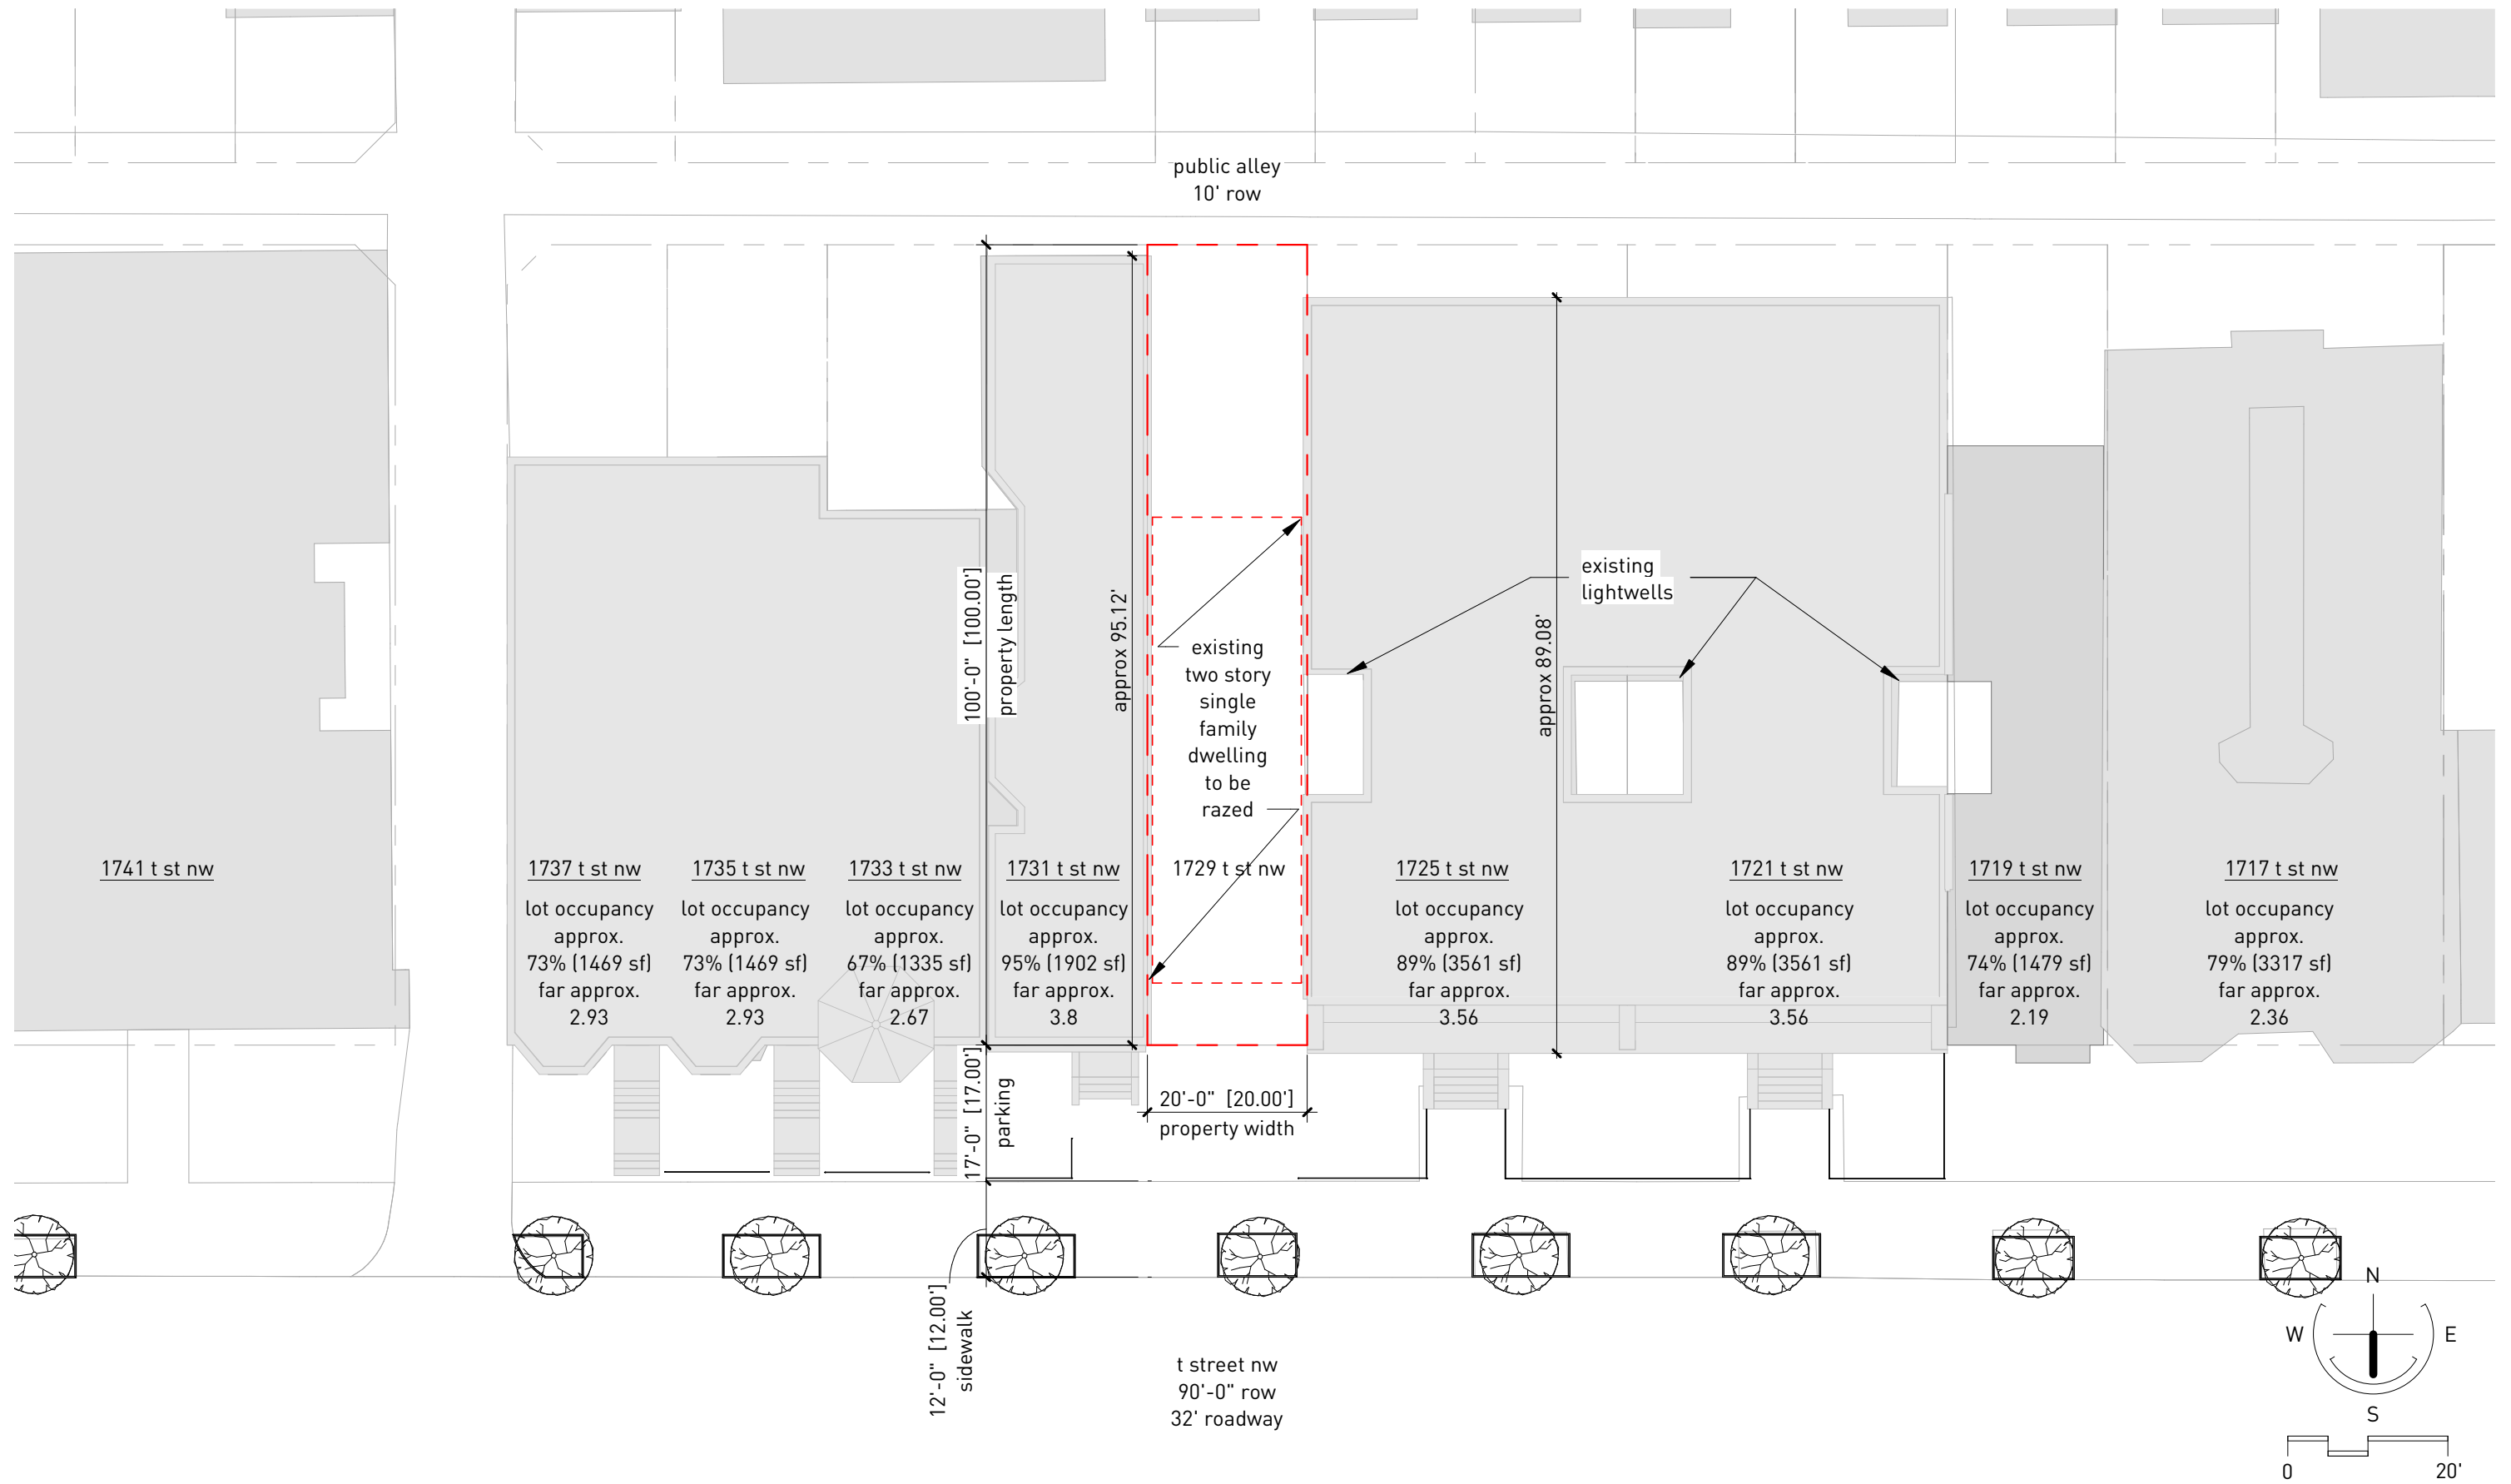 public alley
10' row
100'-0" [100.00']
property length
approx 95.12'
existing
two story
single
family
dwelling
to be
razed
approx 89.08'
existing
lightwells
1741 t st nw
1737 t st nw
lot occupancy
approx.
73% (1469 sf)
far approx.
2.93
1735 t st nw
lot occupancy
approx.
73% (1469 sf)
far approx.
2.93
1733 t st nw
lot occupancy
approx.
67% (1335 sf)
far approx.
2.67
1731 t st nw
lot occupancy
approx.
95% (1902 sf)
far approx.
3.8
1729 t st nw
1725 t st nw
lot occupancy
approx.
89% (3561 sf)
far approx.
3.56
1721 t st nw
lot occupancy
approx.
89% (3561 sf)
far approx.
3.56
1719 t st nw
lot occupancy
approx.
74% (1479 sf)
far approx.
2.19
1717 t st nw
lot occupancy
approx.
79% (3317 sf)
far approx.
2.36
17'-0" [17.00']
parking
20'-0" [20.00']
property width
12'-0" [12.00']
sidewalk
t street nw
90'-0" row
32' roadway
N
W
E
S
0
20'